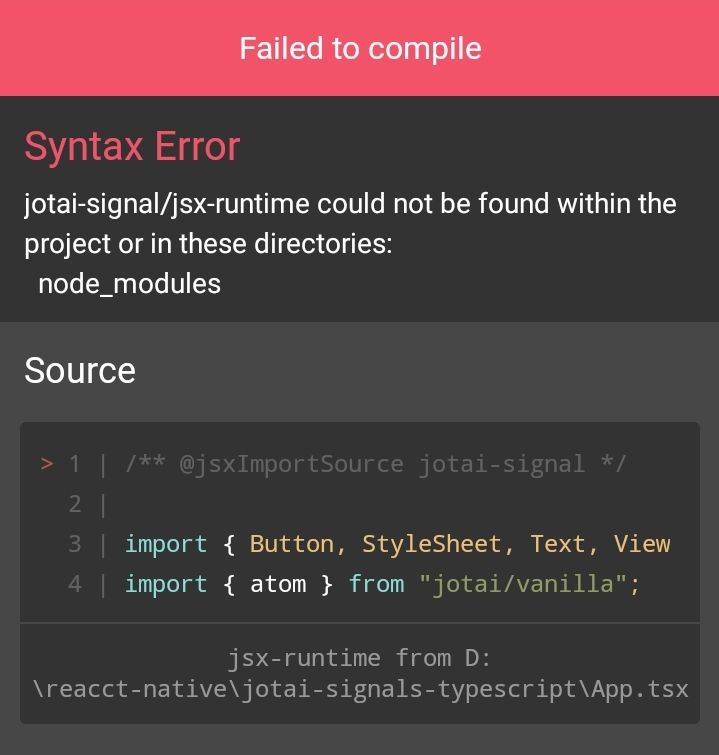 Failed to compile
Syntax Error
jotai-signal/jsx-runtime could not be found within the
project or in these directories:
node_modules
Source
> 1 | /** @jsxImportSource jotai-signal */
2 |
3 | import { Button, StyleSheet, Text, View
4 | import { atom } from "jotai/vanilla";
jsx-runtime from D:
\reacct-native\jotai-signals-typescript\App.tsx